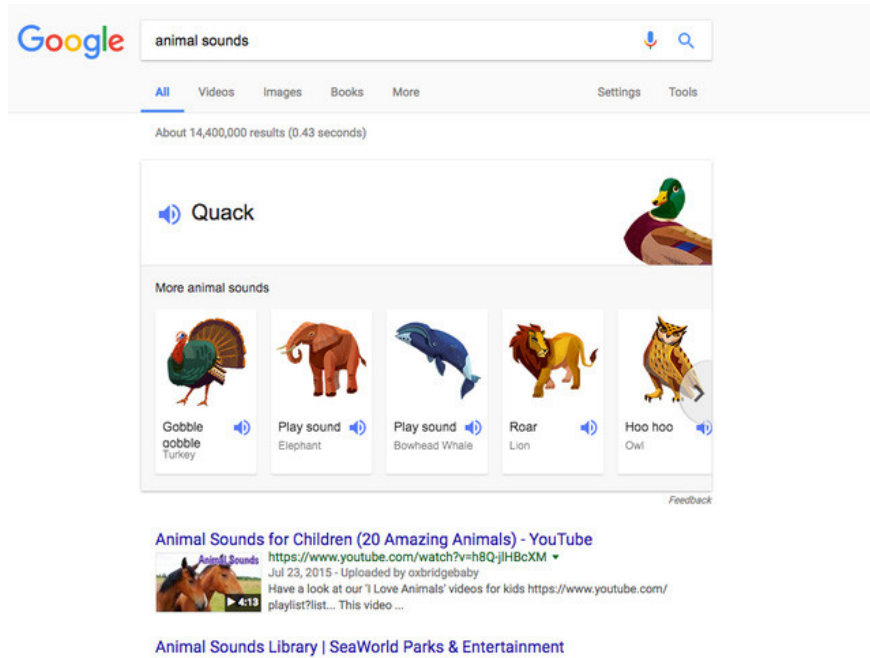 Google
animal sounds
All Videos Images Books More Settings Tools
About 14,400,000 results (0.43 seconds)
Quack
More animal sounds
Gobble gobble
Turkey
Play sound
Elephant
Play sound
Bowhead Whale
Roar
Lion
Hoo hoo
Owl
Feedback
Animal Sounds for Children (20 Amazing Animals) - YouTube
Animal Sounds
4:13
https://www.youtube.com/watch?v=h8Q-jlHBcXM
Jul 23, 2015 - Uploaded by oxbridgebaby
Have a look at our 'I Love Animals' videos for kids https://www.youtube.com/
playlist?list... This video ...
Animal Sounds Library | SeaWorld Parks & Entertainment